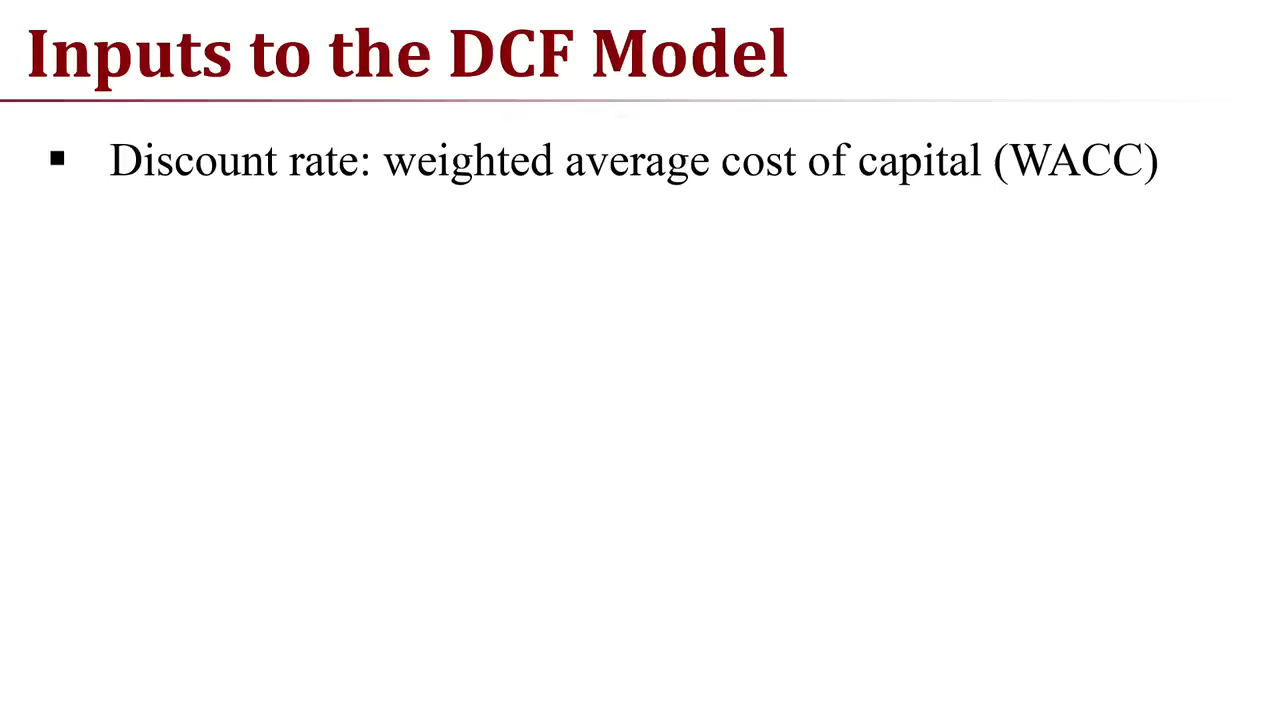 Inputs to the DCF Model
▪ Discount rate: weighted average cost of capital (WACC)